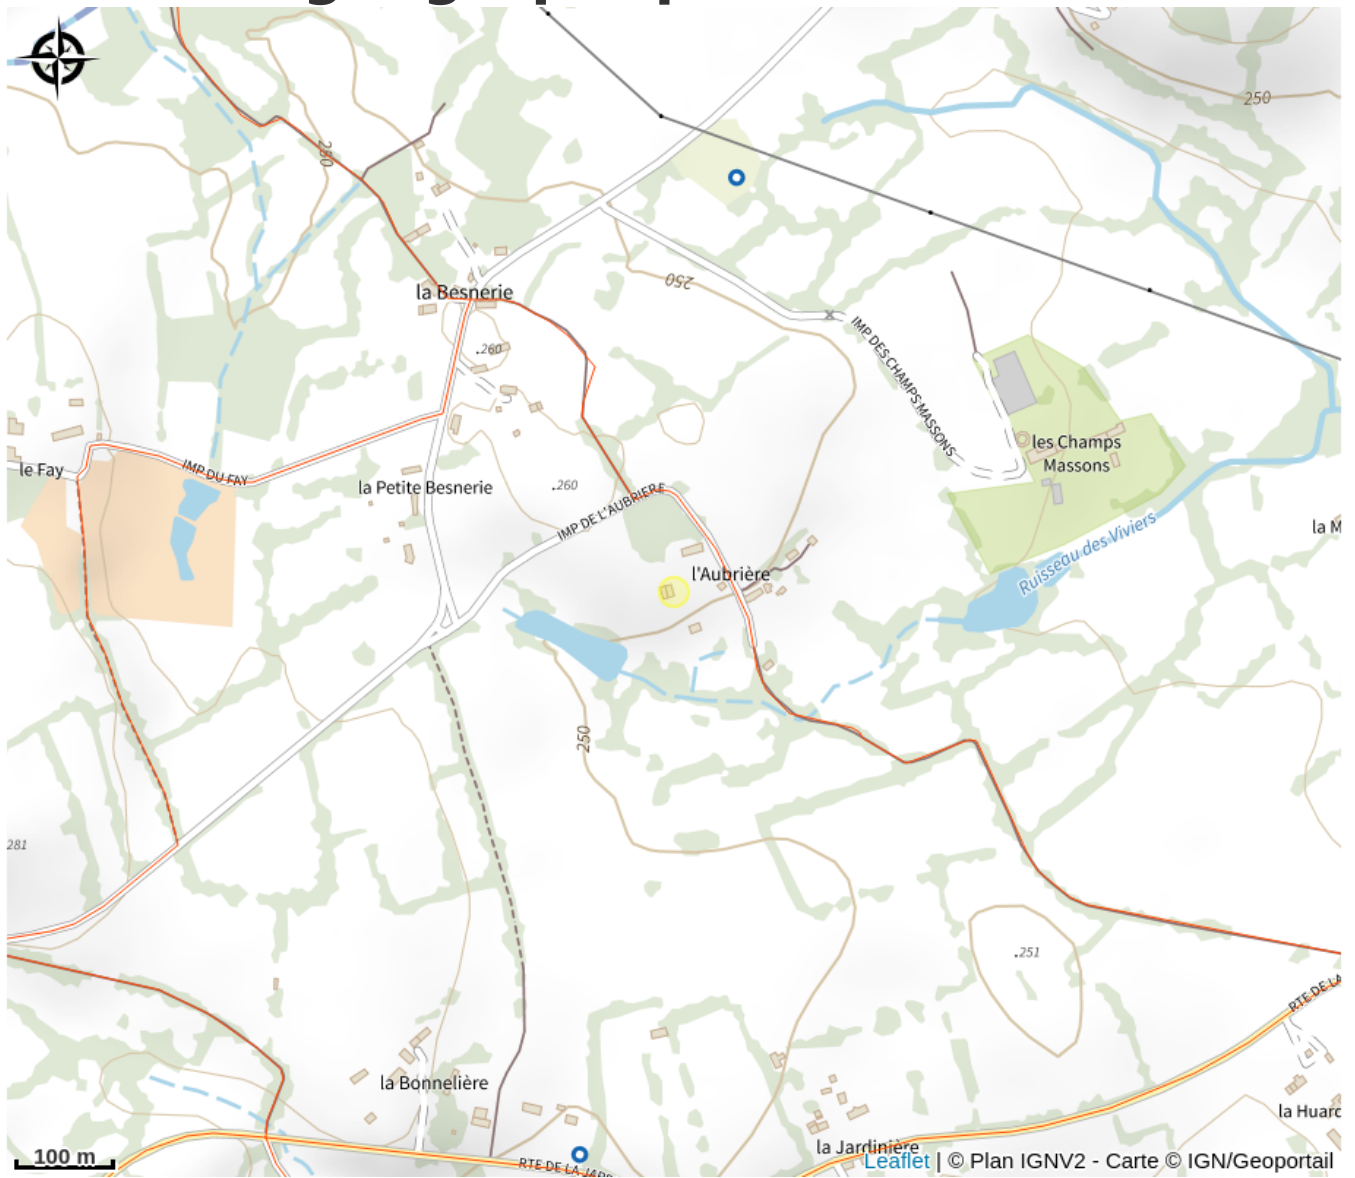 250
250
250
la Besnerie
.260
IMP DES CHAMPS MASSONS
les Champs
Massons
le Fay
IMP DU FAY
la Petite Besnerie
.260
IMP DE L'AUBRIERE
la M
l'Aubrière
Ruisseau des Viviers
250
281
.251
RTE DE LA
la Bonnelière
la Huard
la Jardinière
100 m
RTE DE LA JARD
Leaflet | © Plan IGNV2 - Carte © IGN/Geoportail